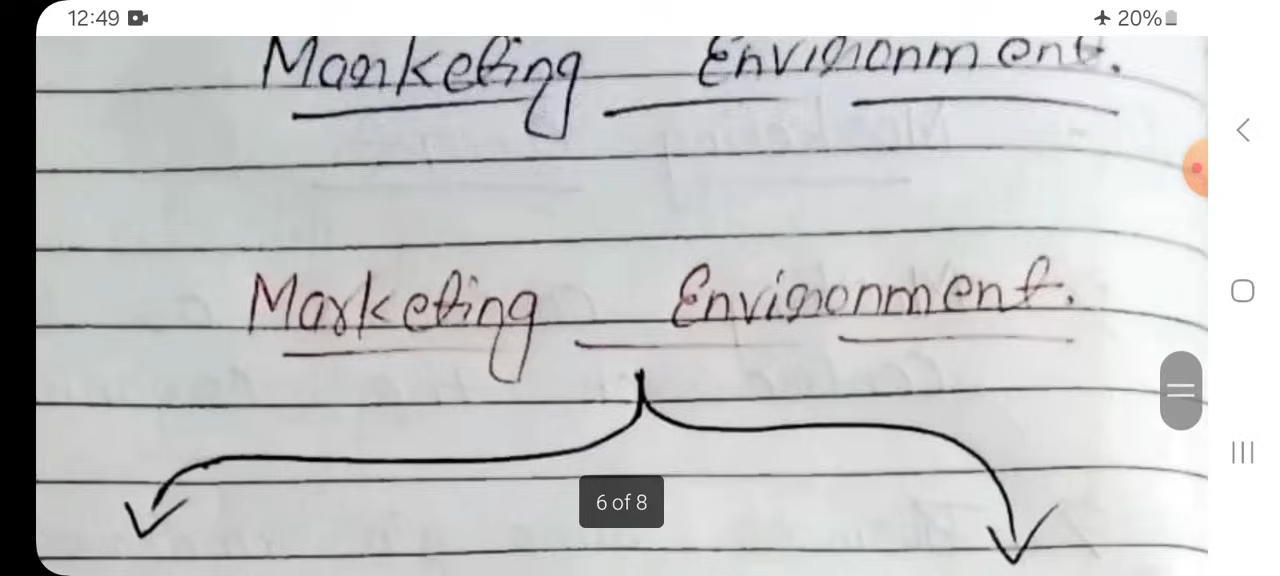 12:49
20%
Marketing Environment.
Marketing Environment.
6 of 8